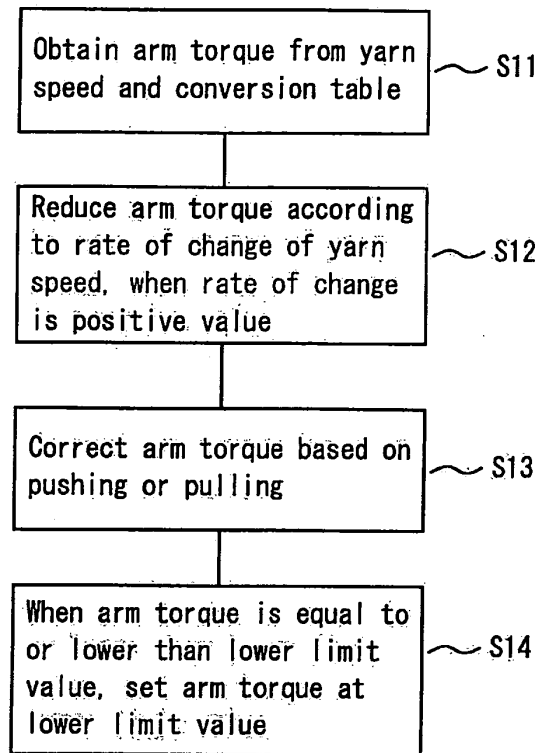 Obtain arm torque from yarn
speed and conversion table
S11
Reduce arm torque according
to rate of change of yarn
speed, when rate of change
is positive value
S12
Correct arm torque based on
pushing or pulling
S13
When arm torque is equal to
or lower than lower limit
value, set arm torque at
lower limit value
S14